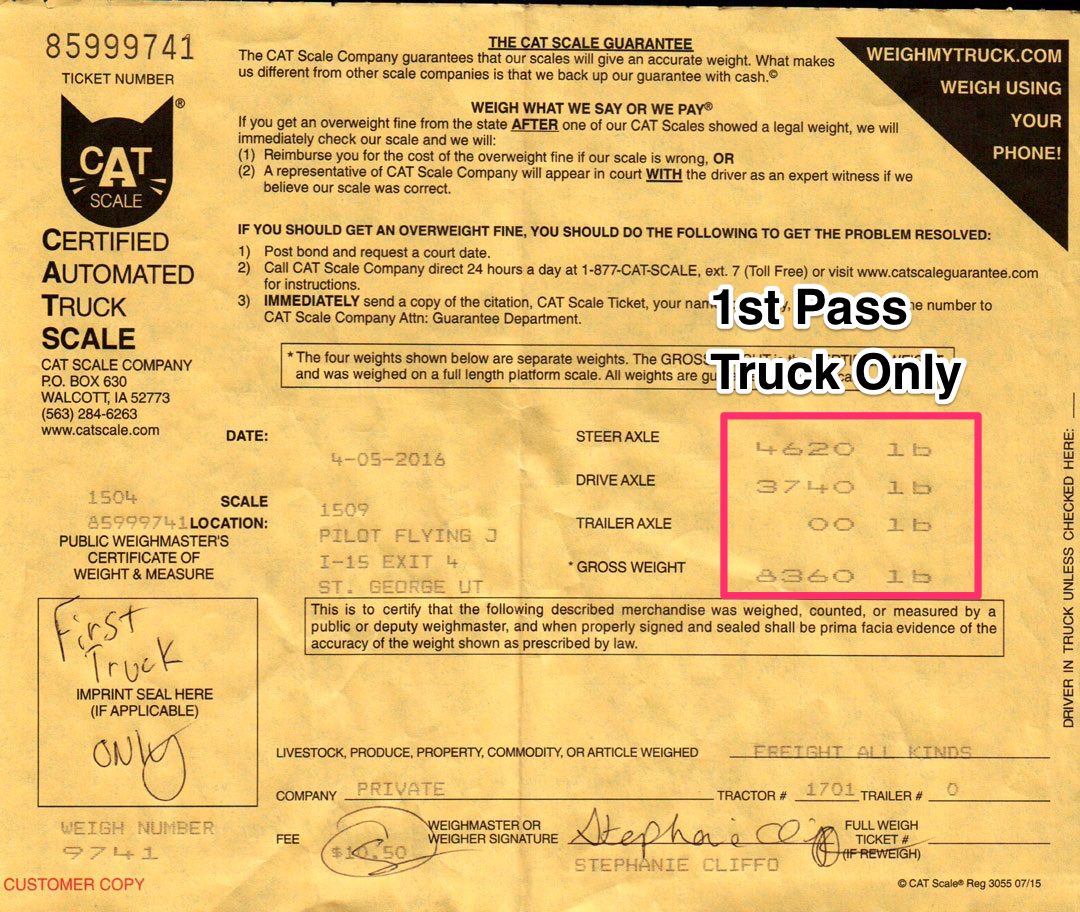 85999741
TICKET NUMBER
CAT
SCALE
®
CERTIFIED
AUTOMATED
TRUCK
SCALE
CAT SCALE COMPANY
P.O. BOX 630
WALCOTT, IA 52773
(563) 284-6263
www.catscale.com
THE CAT SCALE GUARANTEE
The CAT Scale Company guarantees that our scales will give an accurate weight. What makes
us different from other scale companies is that we back up our guarantee with cash.©
WEIGH WHAT WE SAY OR WE PAY®
If you get an overweight fine from the state AFTER one of our CAT Scales showed a legal weight, we will
immediately check our scale and we will:
(1) Reimburse you for the cost of the overweight fine if our scale is wrong, OR
(2) A representative of CAT Scale Company will appear in court WITH the driver as an expert witness if we
believe our scale was correct.
WEIGHMYTRUCK.COM
WEIGH USING
YOUR
PHONE!
IF YOU SHOULD GET AN OVERWEIGHT FINE, YOU SHOULD DO THE FOLLOWING TO GET THE PROBLEM RESOLVED:
1) Post bond and request a court date.
2) Call CAT Scale Company direct 24 hours a day at 1-877-CAT-SCALE, ext. 7 (Toll Free) or visit www.catscaleguarantee.com
for instructions.
3) IMMEDIATELY send a copy of the citation, CAT Scale Ticket, your number to
CAT Scale Company Attn: Guarantee Department.
1st Pass
Truck Only
*The four weights shown below are separate weights. The GROSS
and was weighed on a full length platform scale. All weights are
DATE: 4-05-2016
STEER AXLE 4620 lb
DRIVE AXLE 3740 lb
TRAILER AXLE 00 lb
* GROSS WEIGHT 8360 lb
1504
85999741
PUBLIC WEIGHMASTER'S
CERTIFICATE OF
WEIGHT & MEASURE
SCALE
LOCATION:
1509
PILOT FLYING J
I-15 EXIT 4
ST. GEORGE UT
This is to certify that the following described merchandise was weighed, counted, or measured by a
public or deputy weighmaster, and when properly signed and sealed shall be prima facia evidence of the
accuracy of the weight shown as prescribed by law.
First
Truck
IMPRINT SEAL HERE
(IF APPLICABLE)
ONLY
LIVESTOCK, PRODUCE, PROPERTY, COMMODITY, OR ARTICLE WEIGHED FREIGHT ALL KINDS
COMPANY PRIVATE TRACTOR # 1701 TRAILER # 0
WEIGH NUMBER
9741
FEE $10.50
WEIGHMASTER OR
WEIGHER SIGNATURE
Stephanie
STEPHANIE CLIFFO
FULL WEIGH
TICKET #
(IF REWEIGH)
CUSTOMER COPY
© CAT Scale® Reg 3055 07/15
DRIVER IN TRUCK UNLESS CHECKED HERE: